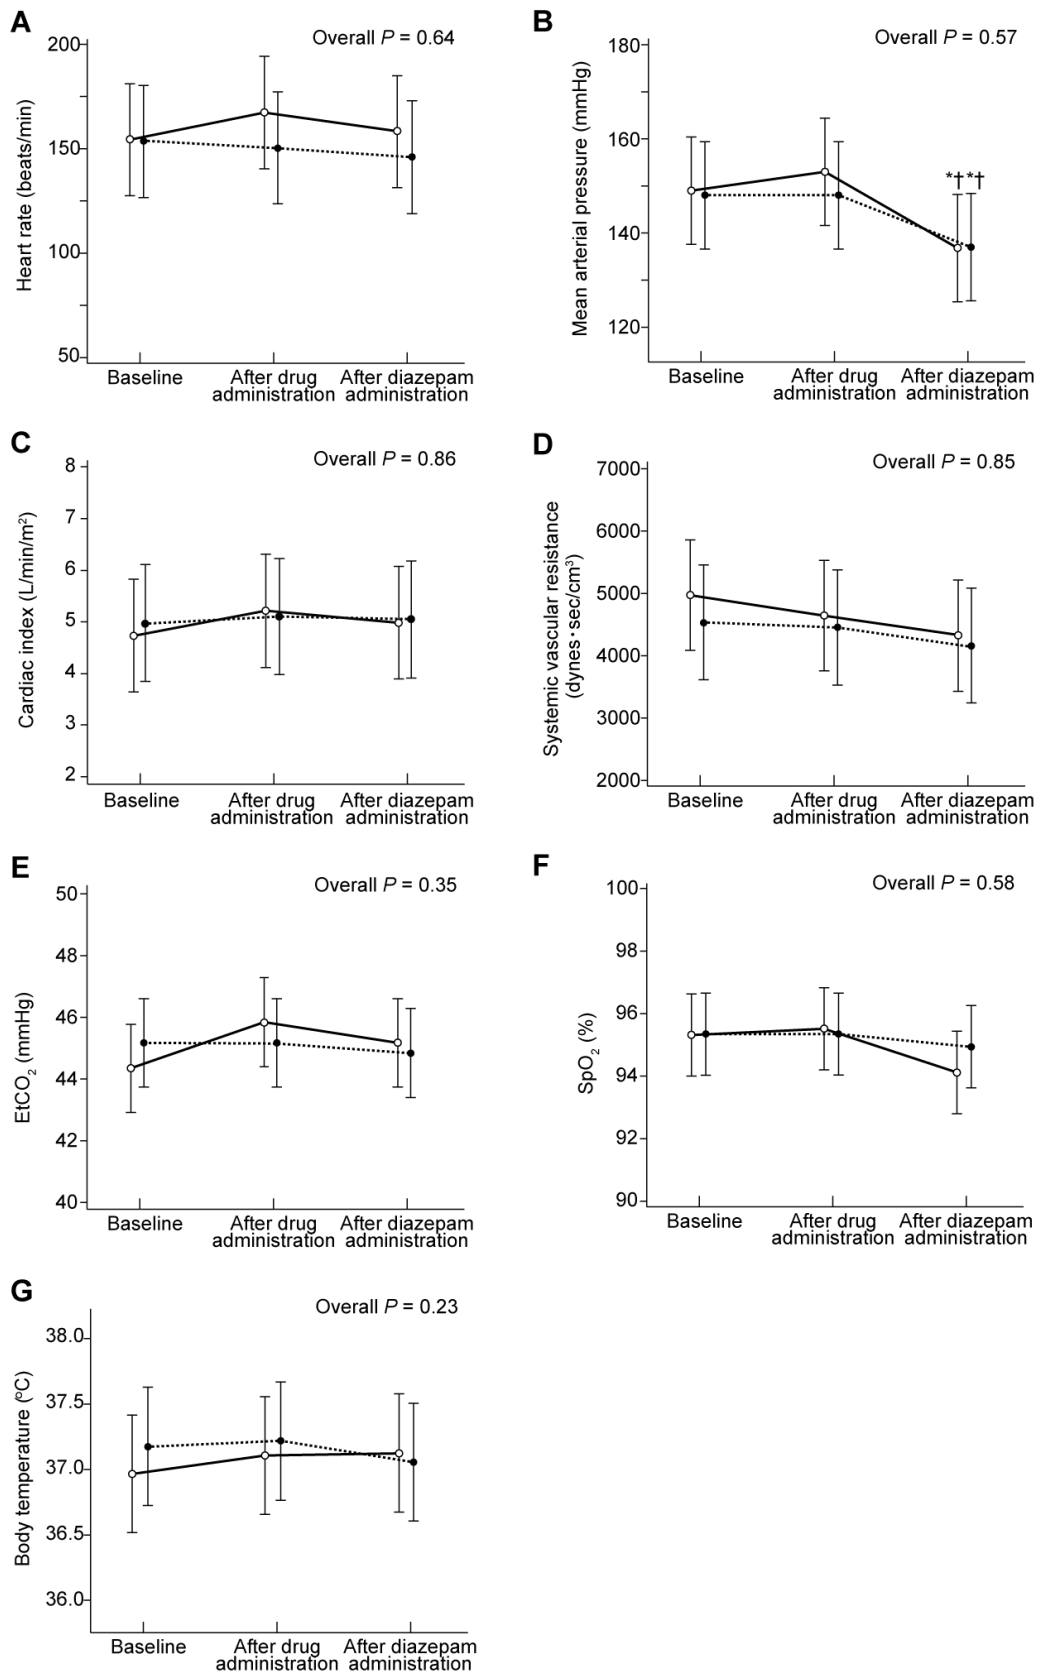 A
Overall P = 0.64
Heart rate (beats/min)
200
150
100
50
Baseline
After drug
administration
After diazepam
administration
B
Overall P = 0.57
Mean arterial pressure (mmHg)
180
160
140
120
*† *†
Baseline
After drug
administration
After diazepam
administration
C
Overall P = 0.86
Cardiac index (L/min/m²)
8
7
6
5
4
3
2
Baseline
After drug
administration
After diazepam
administration
D
Overall P = 0.85
Systemic vascular resistance
(dynes・sec/cm³)
7000
6000
5000
4000
3000
2000
Baseline
After drug
administration
After diazepam
administration
E
Overall P = 0.35
EtCO₂ (mmHg)
50
48
46
44
42
40
Baseline
After drug
administration
After diazepam
administration
F
Overall P = 0.58
SpO₂ (%)
100
98
96
94
92
90
Baseline
After drug
administration
After diazepam
administration
G
Overall P = 0.23
Body temperature (ºC)
38.0
37.5
37.0
36.5
36.0
Baseline
After drug
administration
After diazepam
administration